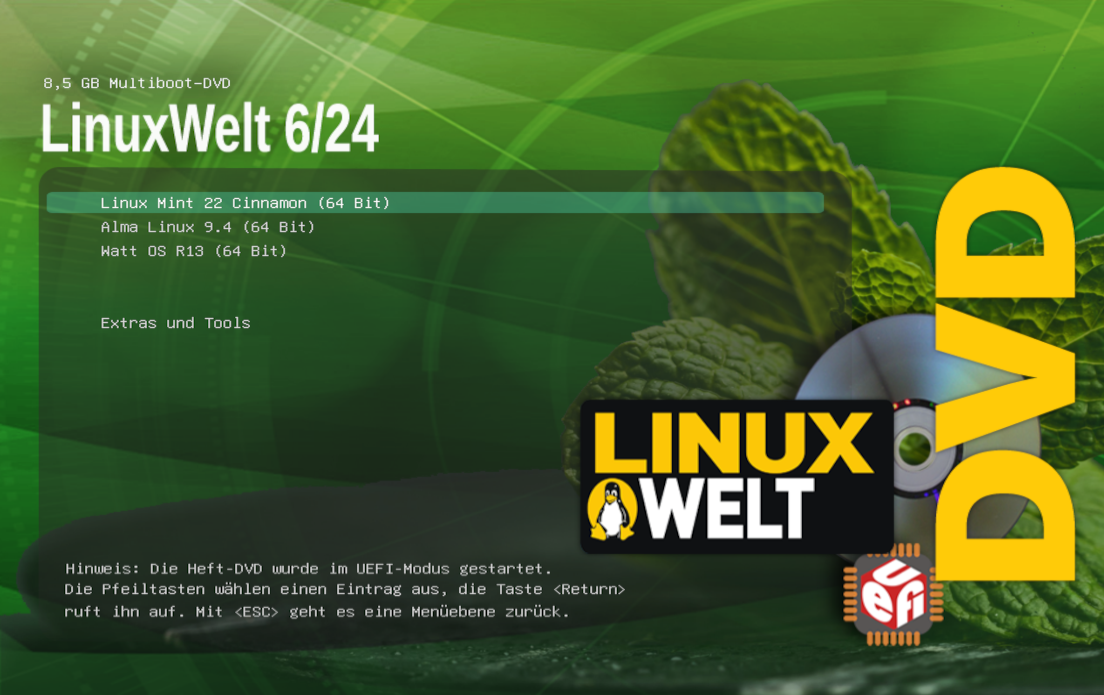 8,5 GB Multiboot-DVD
LinuxWelt 6/24
Linux Mint 22 Cinnamon (64 Bit)
Alma Linux 9.4 (64 Bit)
Watt OS R13 (64 Bit)
Extras und Tools
DVD
LINUX
WELT
Hinweis: Die Heft-DVD wurde im UEFI-Modus gestartet.
Die Pfeiltasten wählen einen Eintrag aus, die Taste <Return>
ruft ihn auf. Mit <ESC> geht es eine Menüebene zurück.
uefi